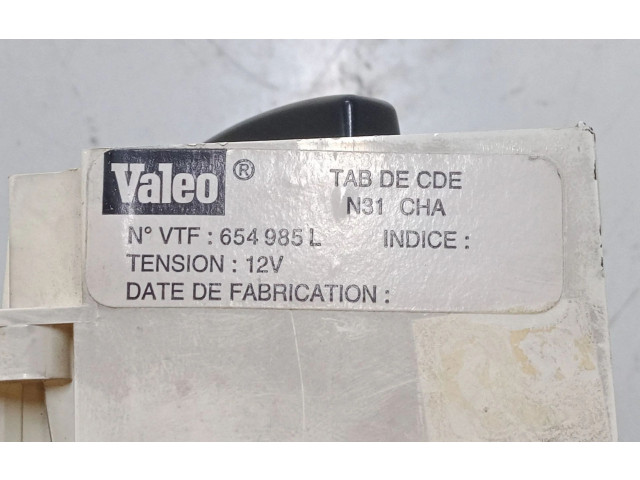 Valeo ® TAB DE CDE
N31 CHA
N° VTF : 654 985 L INDICE :
TENSION : 12V
DATE DE FABRICATION :